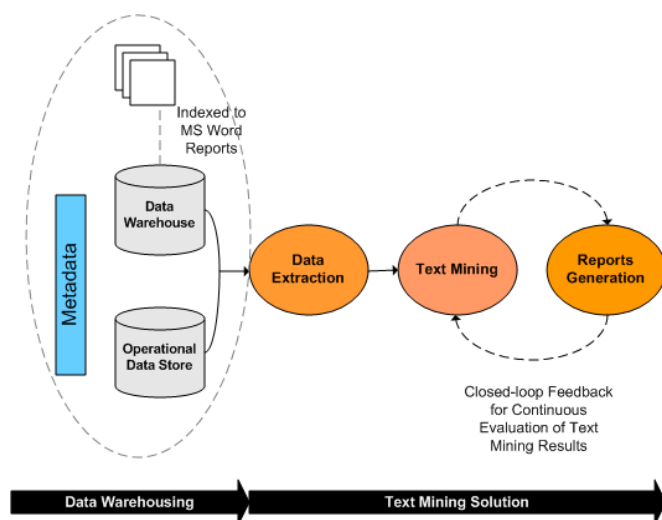 Indexed to
MS Word
Reports
Data
Warehouse
Metadata
Operational
Data Store
Data
Extraction
Text Mining
Reports
Generation
Closed-loop Feedback
for Continuous
Evaluation of Text
Mining Results
Data Warehousing
Text Mining Solution